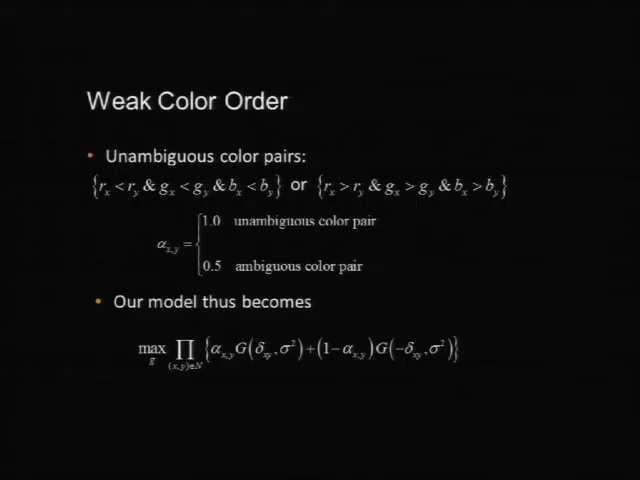 Weak Color Order
• Unambiguous color pairs:
{r_x < r_y & g_x < g_y & b_x < b_y} or {r_x > r_y & g_x > g_y & b_x > b_y}
α_{x,y} = { 1.0 unambiguous color pair
0.5 ambiguous color pair
• Our model thus becomes
max_g ∏_{(x,y)∈N} {α_{x,y} G(δ_{xy}, σ²) + (1−α_{x,y}) G(−δ_{xy}, σ²)}